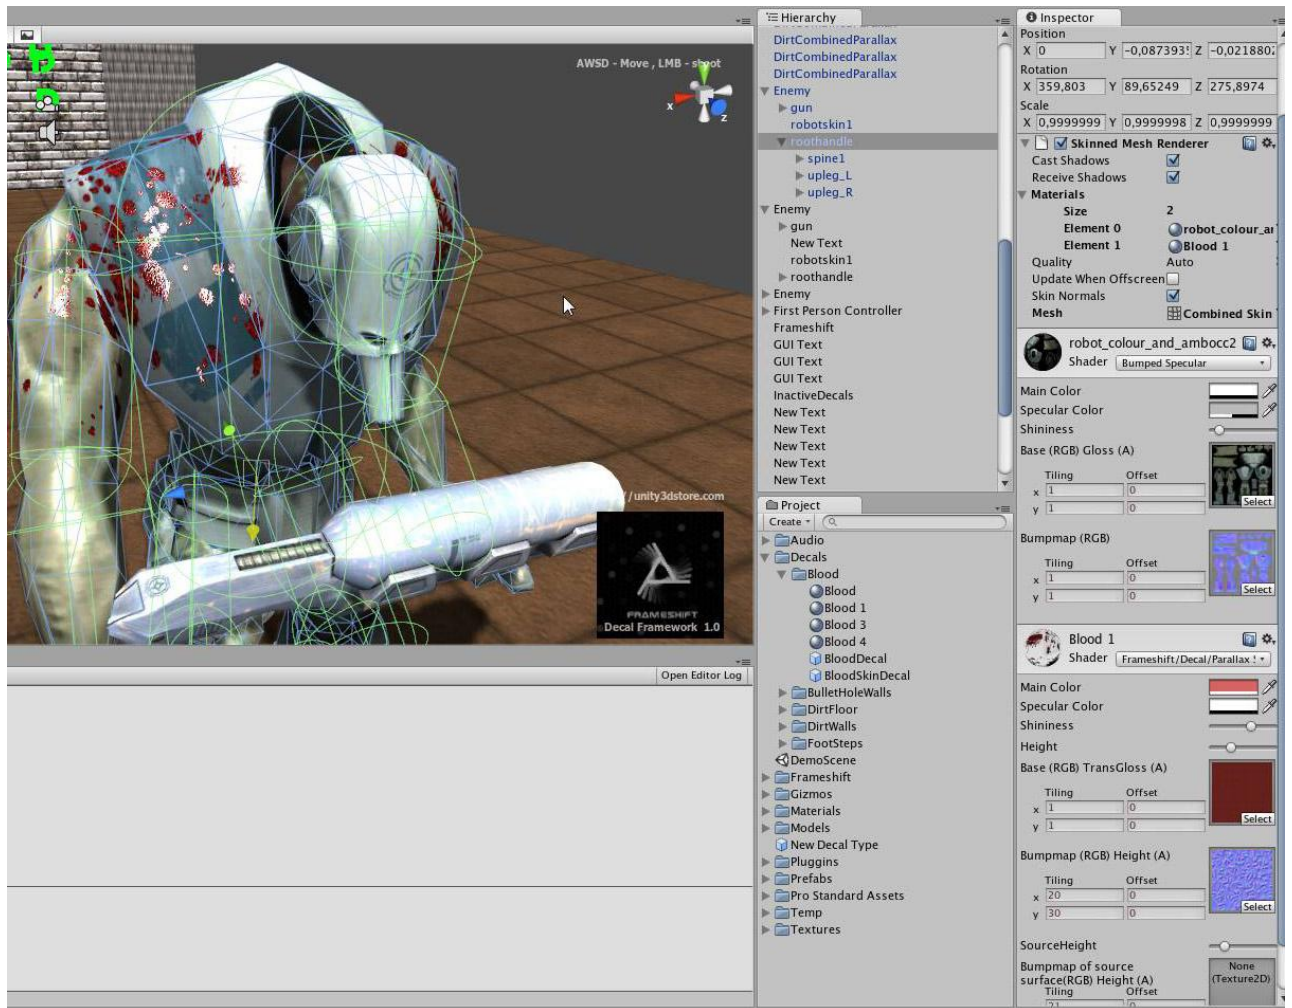 AWSD - Move , LMB - shoot
x
z
//unity3dstore.com
FRAMESHIFT
Decal Framework 1.0
Open Editor Log
Hierarchy
DirtCombinedParallax
DirtCombinedParallax
DirtCombinedParallax
Enemy
gun
robotskin1
roothandle
spine1
upleg_L
upleg_R
Enemy
gun
New Text
robotskin1
roothandle
Enemy
First Person Controller
Frameshift
GUI Text
GUI Text
GUI Text
InactiveDecals
New Text
New Text
New Text
New Text
New Text
Project
Create
Audio
Decals
Blood
Blood
Blood 1
Blood 3
Blood 4
BloodDecal
BloodSkinDecal
BulletHoleWalls
DirtFloor
DirtWalls
FootSteps
DemoScene
Frameshift
Gizmos
Materials
Models
New Decal Type
Pluggins
Prefabs
Pro Standard Assets
Temp
Textures
Inspector
Position
X 0 Y -0,087393 Z -0,021880
Rotation
X 359,803 Y 89,65249 Z 275,8974
Scale
X 0,9999999 Y 0,9999998 Z 0,9999999
Skinned Mesh Renderer
Cast Shadows
Receive Shadows
Materials
Size 2
Element 0 robot_colour_a
Element 1 Blood 1
Quality Auto
Update When Offscreen
Skin Normals
Mesh Combined Skin
robot_colour_and_ambocc2
Shader Bumped Specular
Main Color
Specular Color
Shininess
Base (RGB) Gloss (A)
Tiling Offset
x 1 0
y 1 0
Select
Bumpmap (RGB)
Tiling Offset
x 1 0
y 1 0
Select
Blood 1
Shader Frameshift/Decal/Parallax
Main Color
Specular Color
Shininess
Height
Base (RGB) TransGloss (A)
Tiling Offset
x 1 0
y 1 0
Select
Bumpmap (RGB) Height (A)
Tiling Offset
x 20 0
y 30 0
Select
SourceHeight
Bumpmap of source
surface(RGB) Height (A)
None
(Texture2D)
Tiling Offset